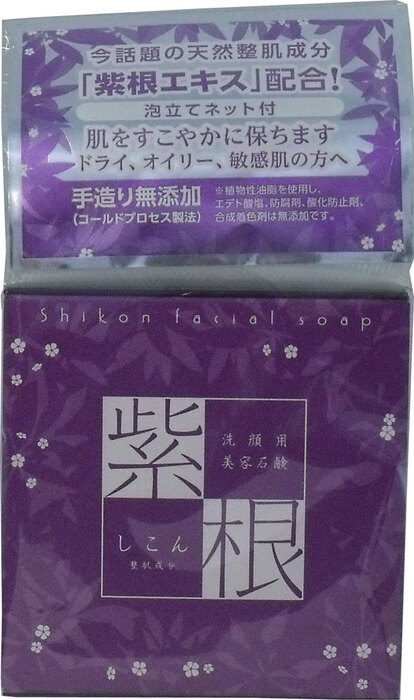 今話題の天然整肌成分
「紫根エキス」配合!
泡立てネット付
肌をすこやかに保ちます
ドライ、オイリー、敏感肌の方へ
手造り無添加
(コールドプロセス製法)
※植物性油脂を使用し、
エデト酸塩、防腐剤、酸化防止剤、
合成着色剤は無添加です。
Shikon facial soap
紫根
洗顔用
美容石鹸
しこん
整肌成分